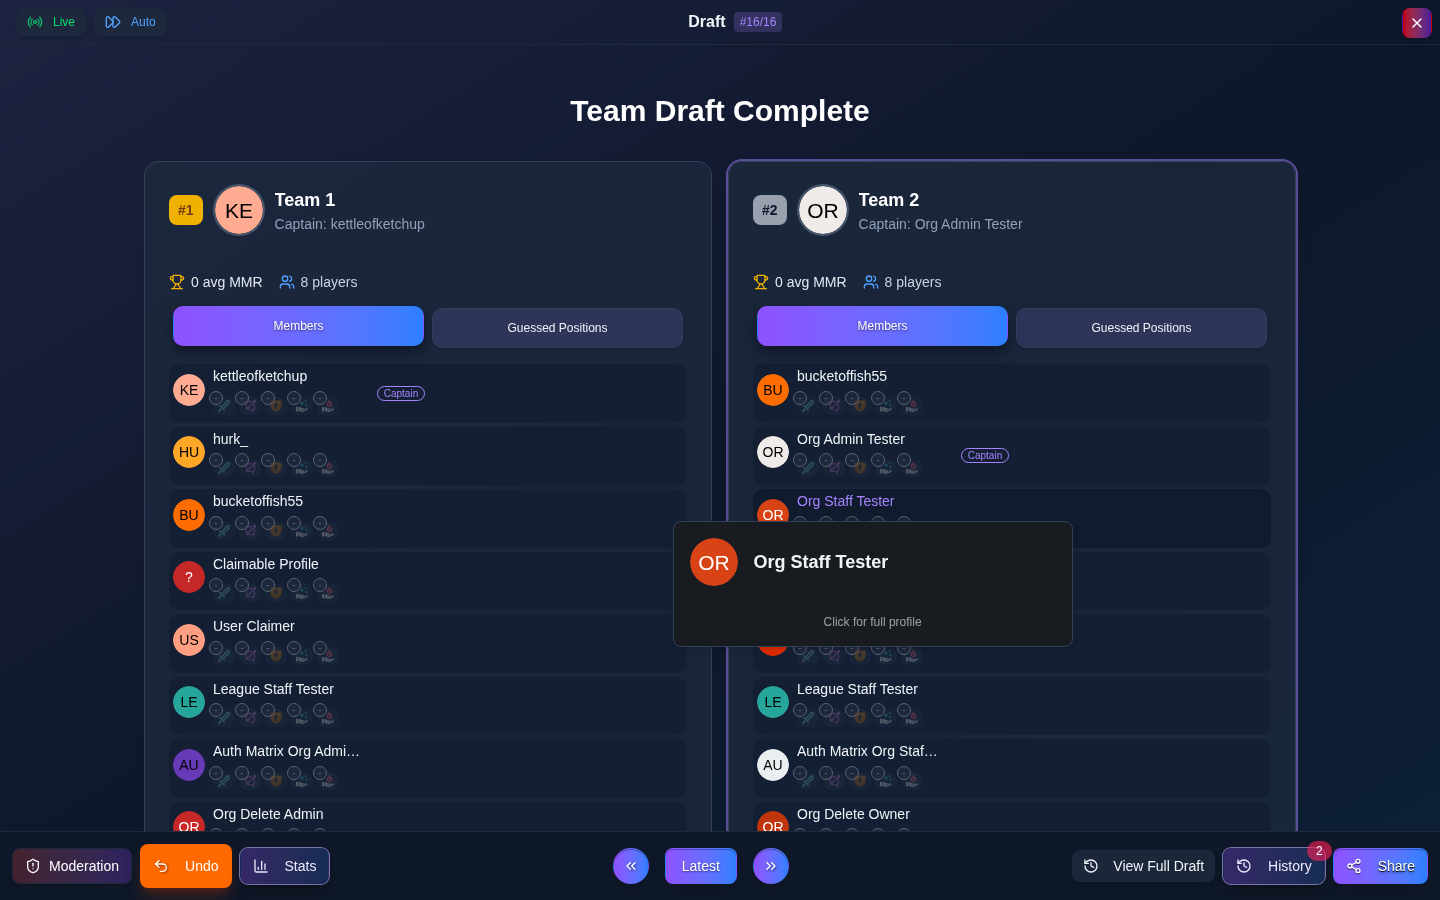 Live
Auto
Draft #16/16
Team Draft Complete
#1
KE
Team 1
Captain: kettleofketchup
0 avg MMR
8 players
Members
Guessed Positions
KE
kettleofketchup
Captain
HU
hurk_
BU
bucketoffish55
?
Claimable Profile
US
User Claimer
LE
League Staff Tester
AU
Auth Matrix Org Admi…
OR
Org Delete Admin
#2
OR
Team 2
Captain: Org Admin Tester
0 avg MMR
8 players
Members
Guessed Positions
BU
bucketoffish55
OR
Org Admin Tester
Captain
OR
Org Staff Tester
OR
Org Staff Tester
Click for full profile
LE
League Staff Tester
AU
Auth Matrix Org Staf…
OR
Org Delete Owner
Moderation
Undo
Stats
Latest
View Full Draft
History
2
Share